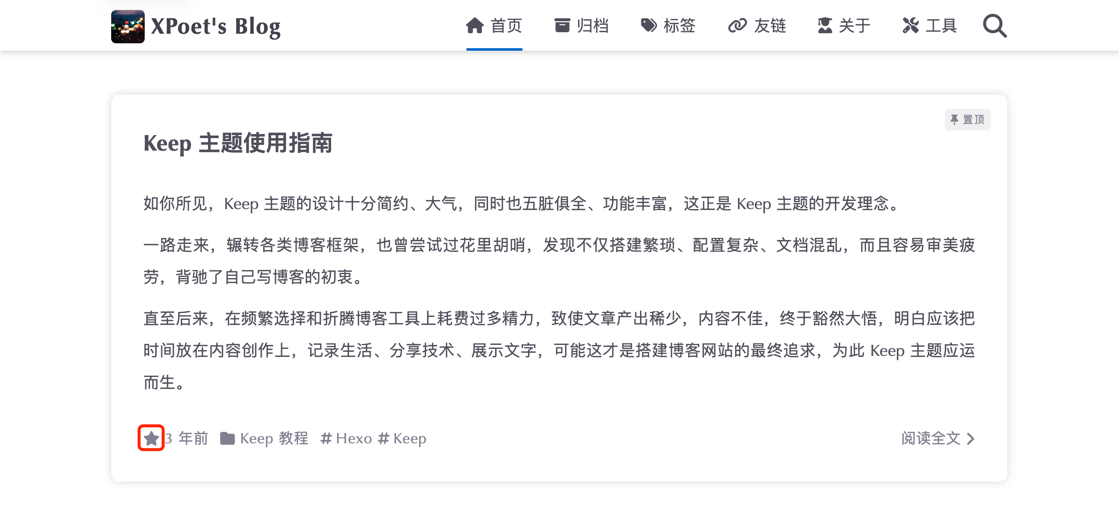 XPoet's Blog 首页 归档 标签 友链 关于 工具
置顶
Keep 主题使用指南
如你所见，Keep 主题的设计十分简约、大气，同时也五脏俱全、功能丰富，这正是 Keep 主题的开发理念。
一路走来，辗转各类博客框架，也曾尝试过花里胡哨，发现不仅搭建繁琐、配置复杂、文档混乱，而且容易审美疲
劳，背驰了自己写博客的初衷。
直至后来，在频繁选择和折腾博客工具上耗费过多精力，致使文章产出稀少，内容不佳，终于豁然大悟，明白应该把
时间放在内容创作上，记录生活、分享技术、展示文字，可能这才是搭建博客网站的最终追求，为此 Keep 主题应运
而生。
3 年前 Keep 教程 # Hexo # Keep 阅读全文